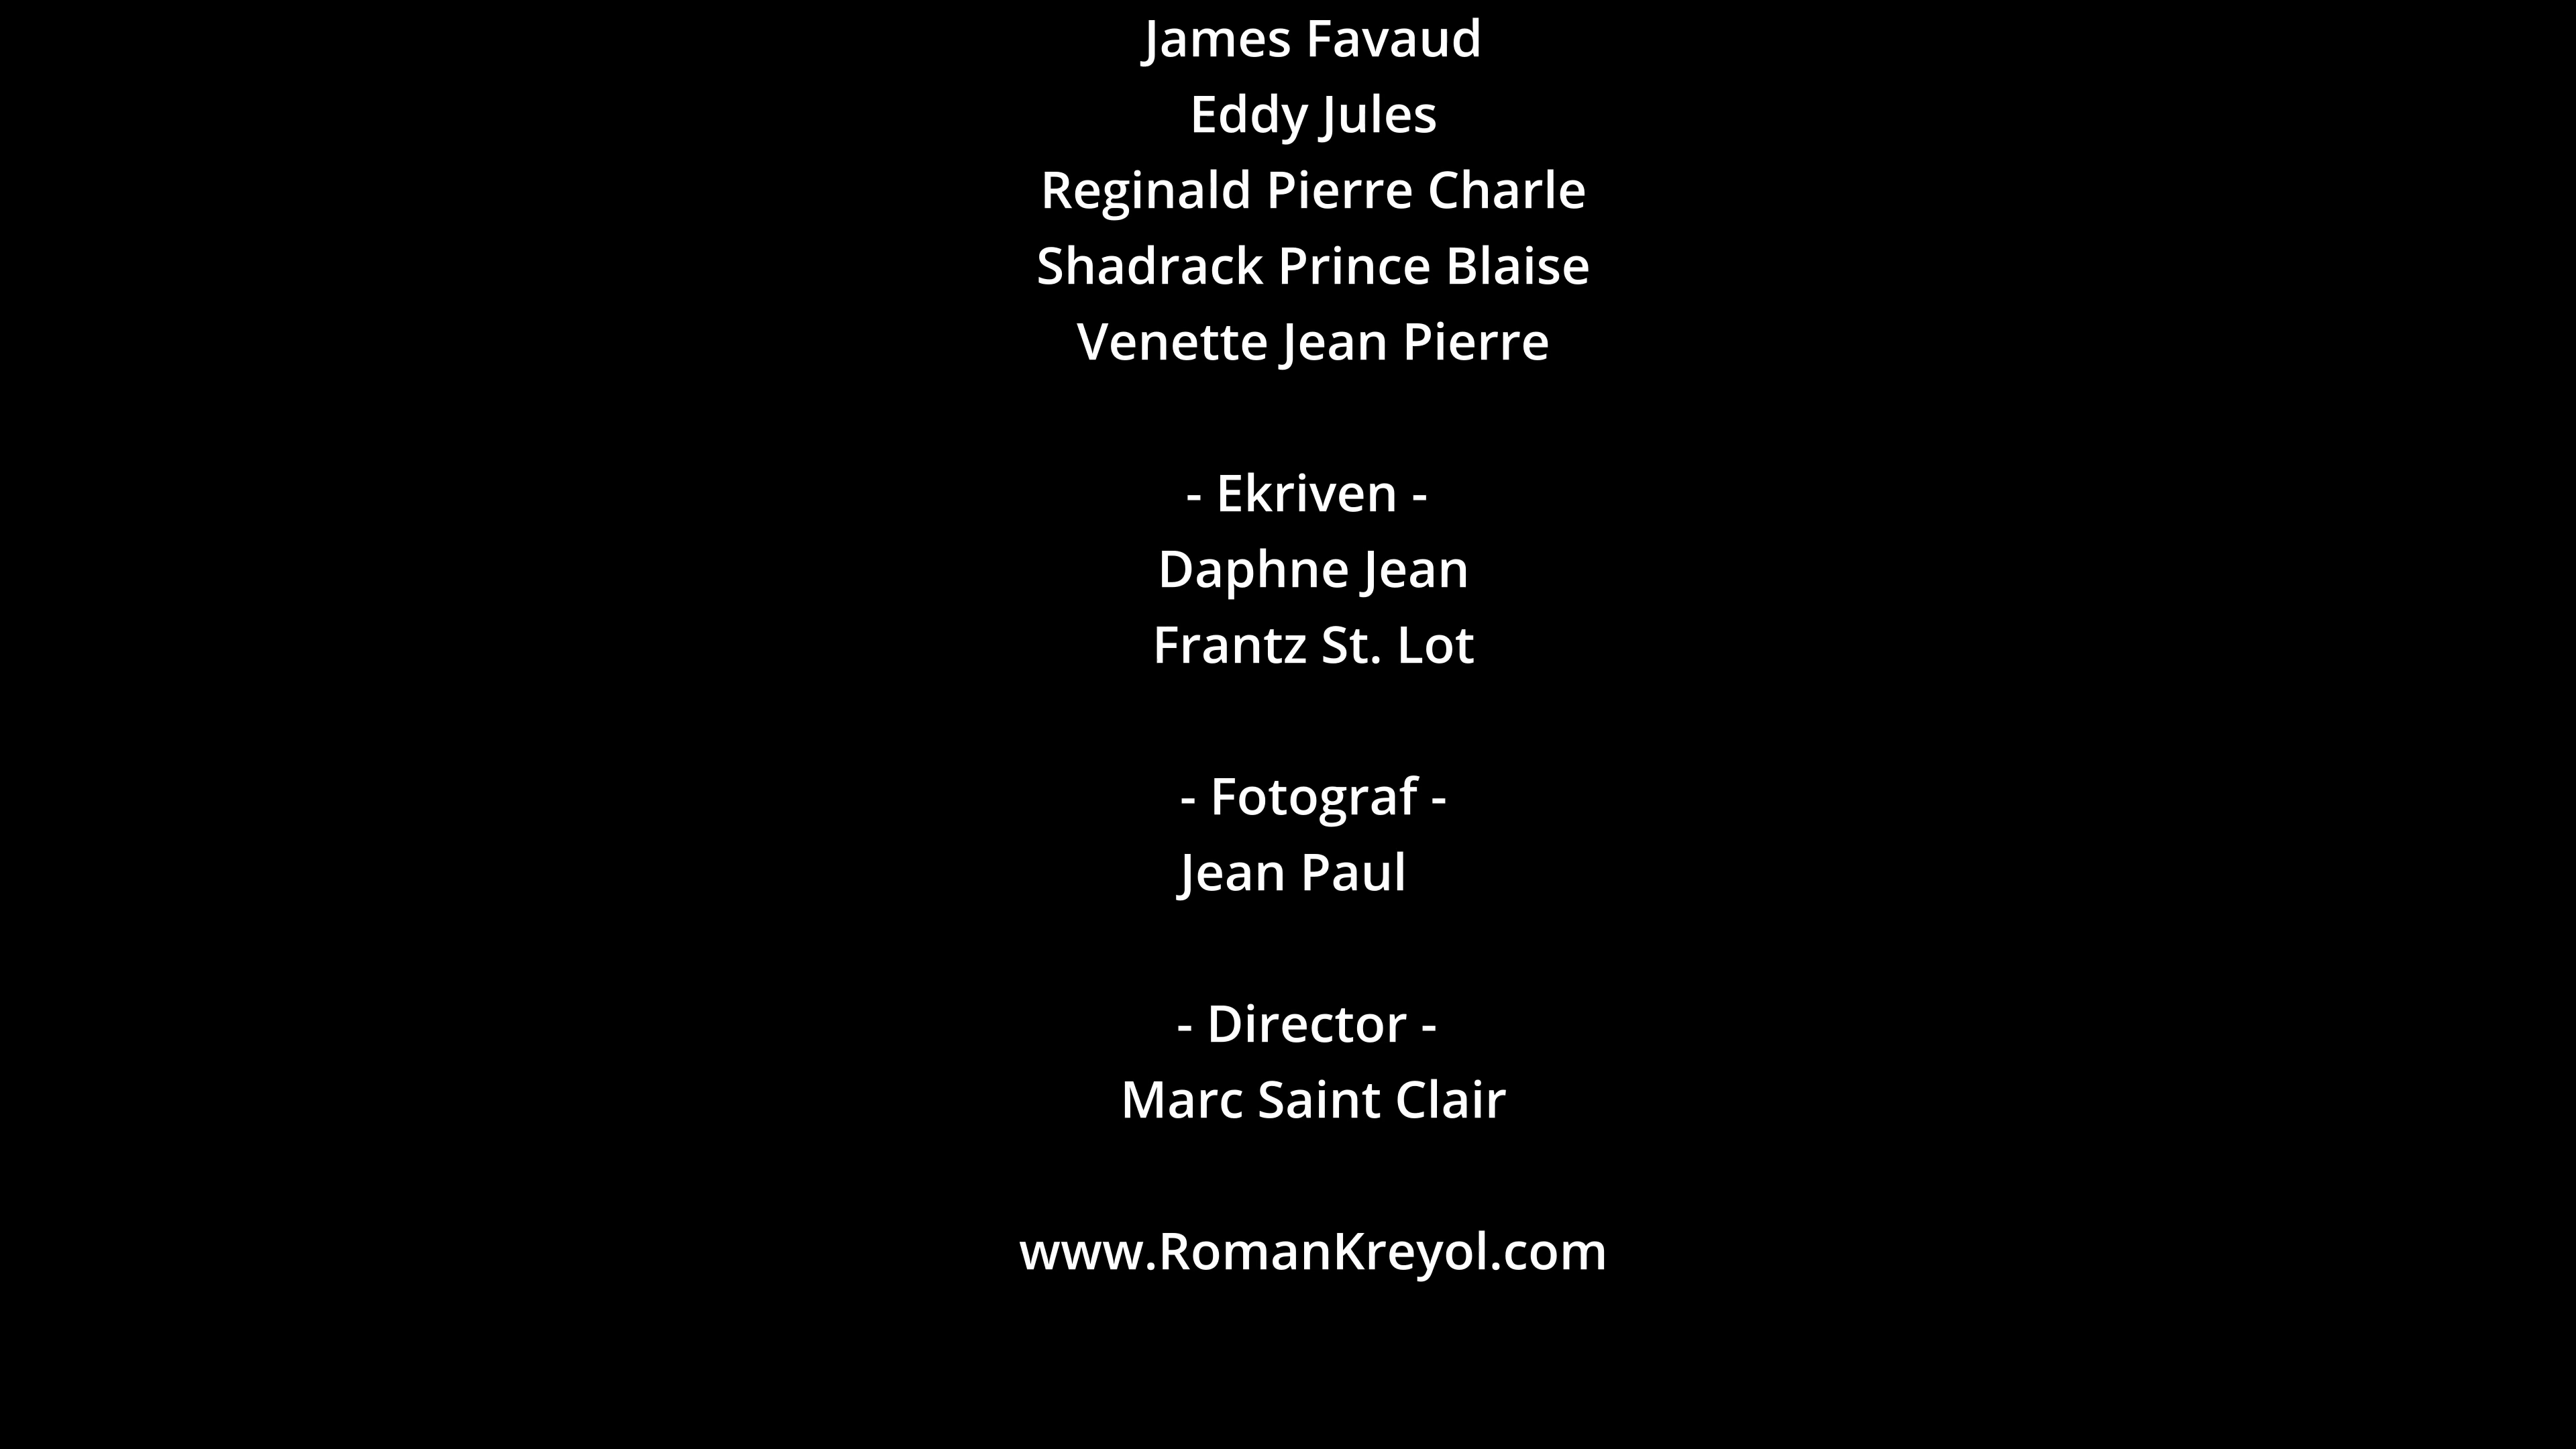 James Favaud
Eddy Jules
Reginald Pierre Charle
Shadrack Prince Blaise
Venette Jean Pierre
- Ekriven -
Daphne Jean
Frantz St. Lot
- Fotograf -
Jean Paul
- Director -
Marc Saint Clair
www.RomanKreyol.com